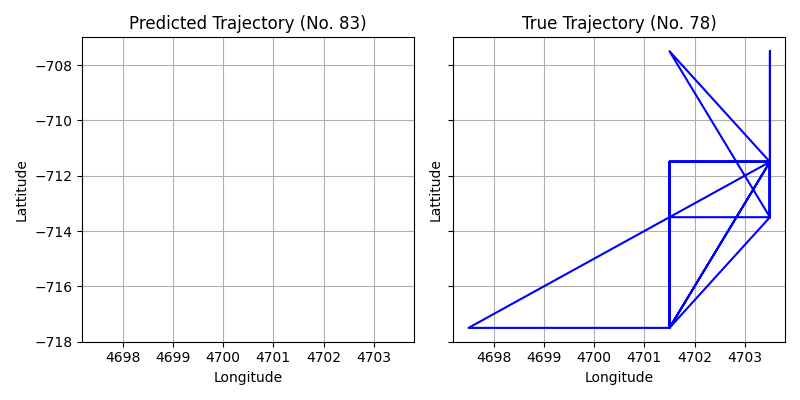 Predicted Trajectory (No. 83)
True Trajectory (No. 78)
−708
−710
−712
−714
−716
−718
Lattitude
Lattitude
4698 4699 4700 4701 4702 4703
4698 4699 4700 4701 4702 4703
Longitude
Longitude